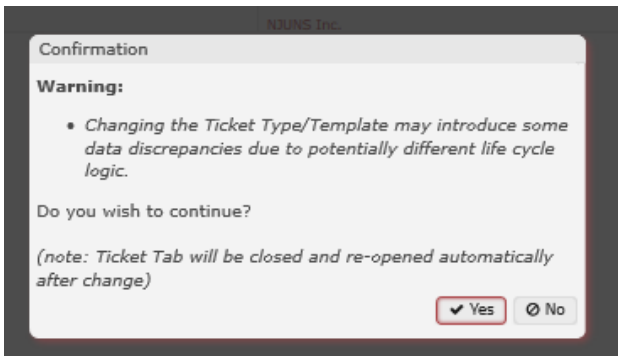 NJUNS Inc.
Confirmation
Warning:
• Changing the Ticket Type/Template may introduce some
data discrepancies due to potentially different life cycle
logic.
Do you wish to continue?
(note: Ticket Tab will be closed and re-opened automatically
after change)
Yes No